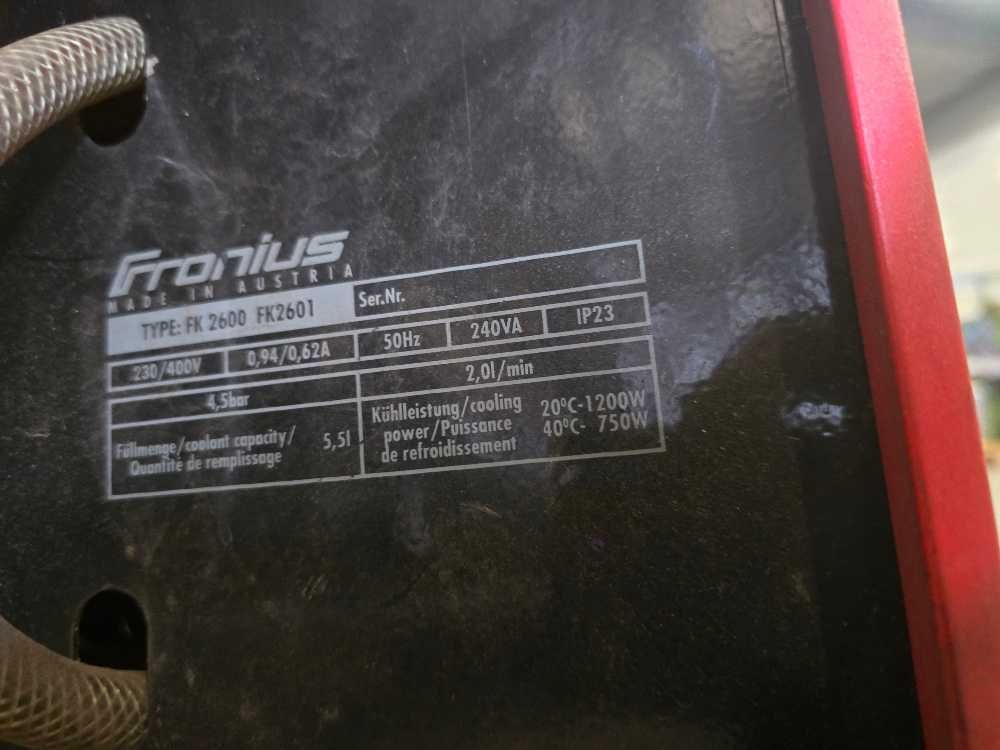 Fronius
MADE IN AUSTRIA
TYPE: FK 2600 FK2601 Ser.Nr.
230/400V 0,94/0,62A 50Hz 240VA IP23
4,5bar 2,0l/min
Füllmenge/coolant capacity/
Quantite de remplissage 5,5l
Kühlleistung/cooling
power/Puissance
de refroidissement
20°C-1200W
40°C- 750W